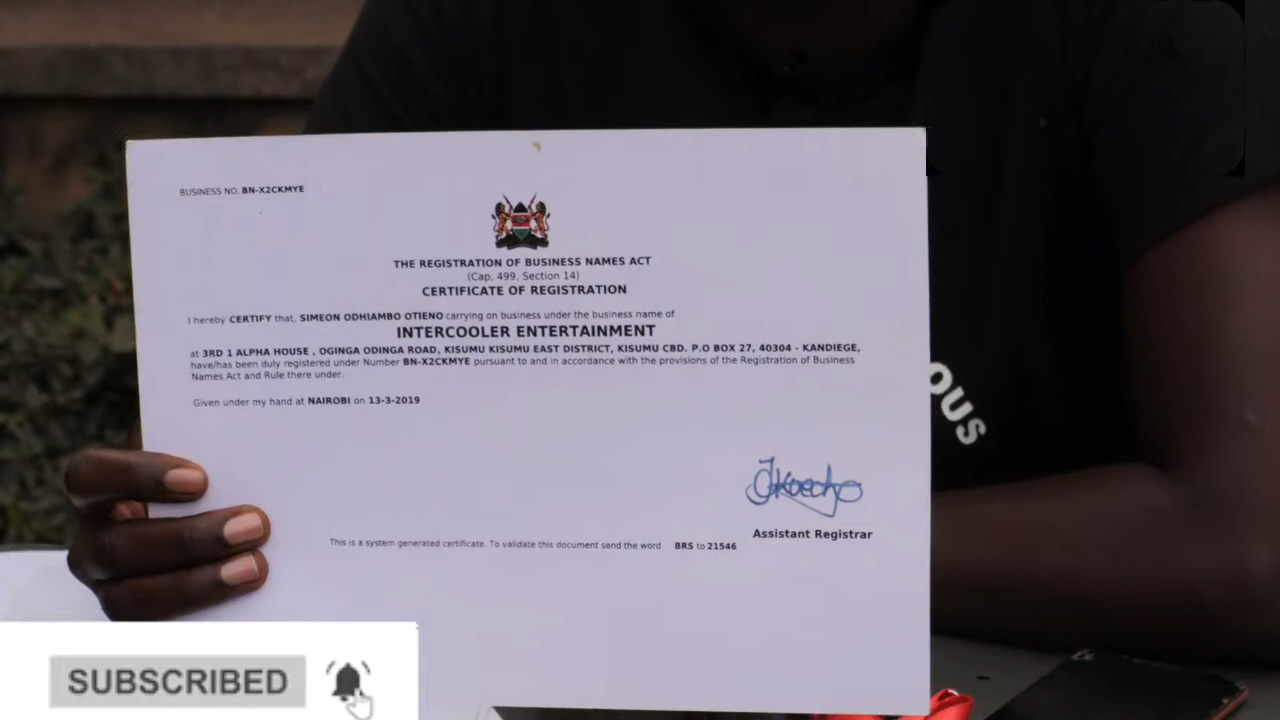 BUSINESS NO. BN-X2CKMYE
THE REGISTRATION OF BUSINESS NAMES ACT
(Cap, 499, Section 14)
CERTIFICATE OF REGISTRATION
I hereby CERTIFY that, SIMEON ODHIAMBO OTIENO carrying on business under the business name of
INTERCOOLER ENTERTAINMENT
at 3RD 1 ALPHA HOUSE , OGINGA ODINGA ROAD, KISUMU KISUMU EAST DISTRICT, KISUMU CBD. P.O BOX 27, 40304 - KANDIEGE,
have/has been duly registered under Number BN-X2CKMYE pursuant to and in accordance with the provisions of the Registration of Business
Names Act and Rule there under.
Given under my hand at NAIROBI on 13-3-2019
Assistant Registrar
This is a system generated certificate. To validate this document send the word BRS to 21546
OUS
SUBSCRIBED